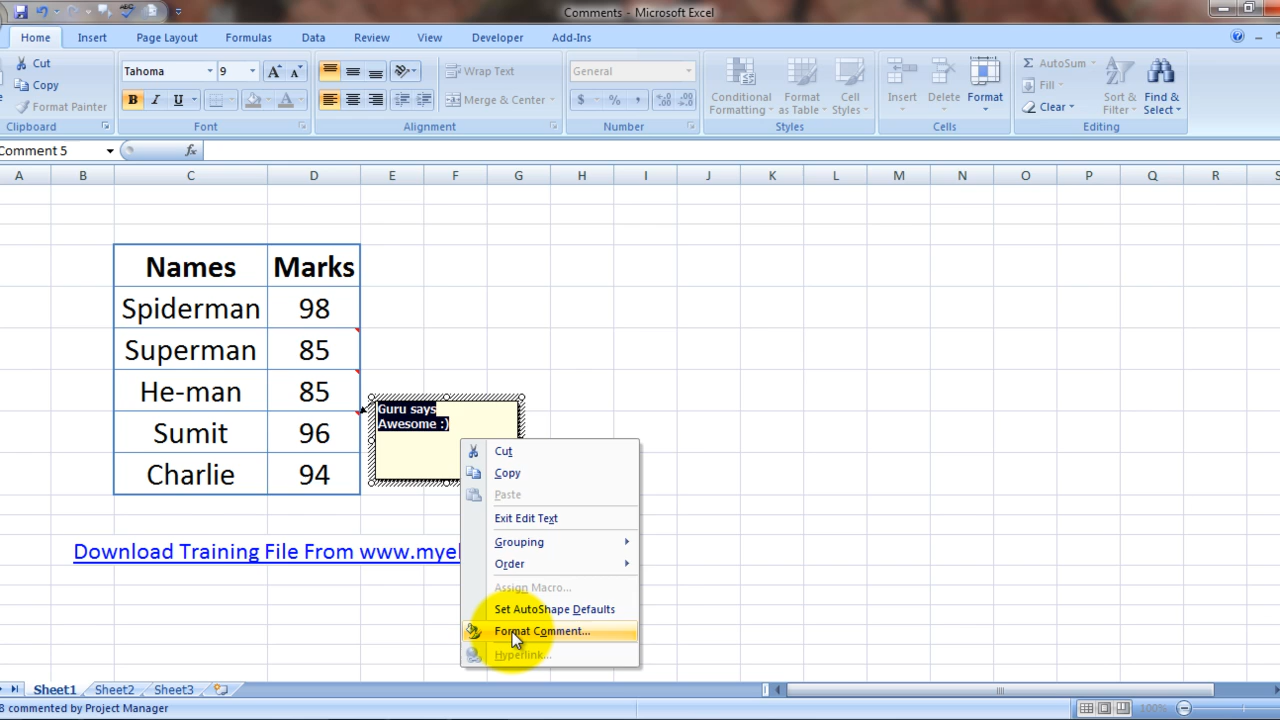 Comments - Microsoft Excel
Home Insert Page Layout Formulas Data Review View Developer Add-Ins
Cut
Copy
Format Painter
Clipboard
Tahoma 9
B I U
Font
Wrap Text
Merge & Center
Alignment
General
$ % ,
Number
Conditional Formatting
Format as Table
Cell Styles
Styles
Insert Delete Format
Cells
AutoSum
Fill
Clear
Sort & Filter
Find & Select
Editing
Comment 5 fx
A B C D E F G H I J K L M N O P Q R S
Names Marks
Spiderman 98
Superman 85
He-man 85
Sumit 96
Charlie 94
Guru says
Awesome :)
Cut
Copy
Paste
Exit Edit Text
Grouping
Order
Assign Macro...
Set AutoShape Defaults
Format Comment...
Hyperlink...
Download Training File From www.mye
Sheet1 Sheet2 Sheet3
8 commented by Project Manager 100%